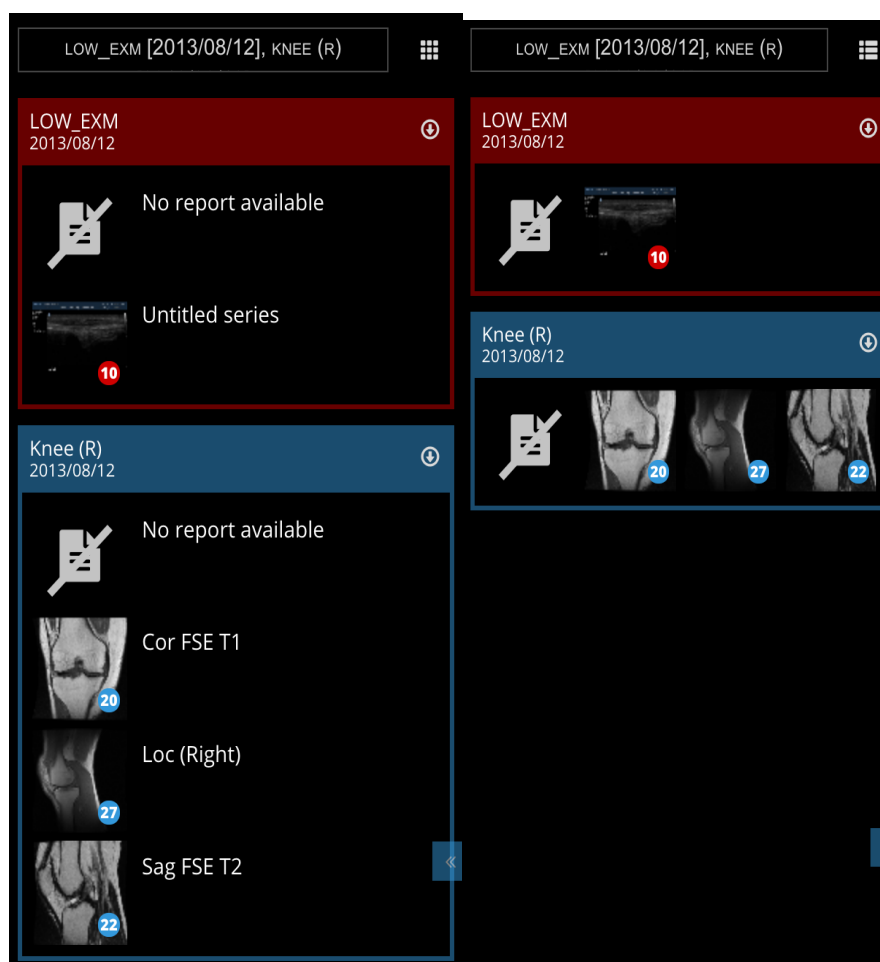 LOW_EXM [2013/08/12], KNEE (R)
LOW_EXM
2013/08/12
No report available
Untitled series
10
Knee (R)
2013/08/12
No report available
Cor FSE T1
20
Loc (Right)
27
Sag FSE T2
22
«
LOW_EXM [2013/08/12], KNEE (R)
LOW_EXM
2013/08/12
10
Knee (R)
2013/08/12
20
27
22